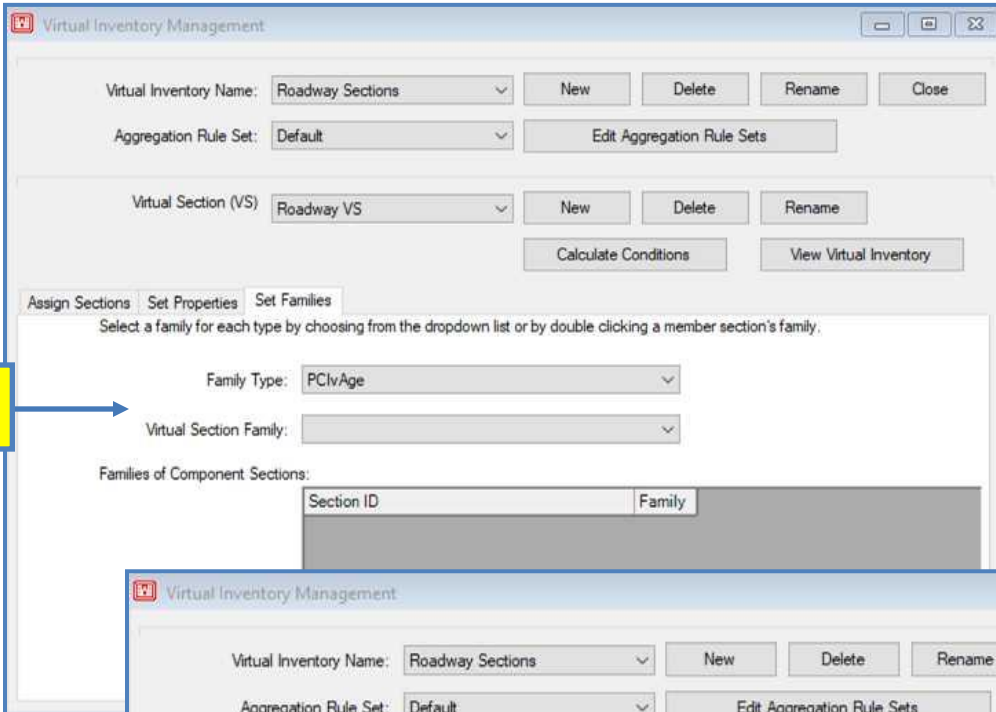 Virtual Inventory Management
Virtual Inventory Name: Roadway Sections New Delete Rename Close
Aggregation Rule Set: Default Edit Aggregation Rule Sets
Virtual Section (VS) Roadway VS New Delete Rename
Calculate Conditions View Virtual Inventory
Assign Sections Set Properties Set Families
Select a family for each type by choosing from the dropdown list or by double clicking a member section's family.
Family Type: PCIvAge
Virtual Section Family:
Families of Component Sections:
Section ID Family
Virtual Inventory Management
Virtual Inventory Name: Roadway Sections New Delete Rename
Aggregation Rule Set: Default Edit Aggregation Rule Sets